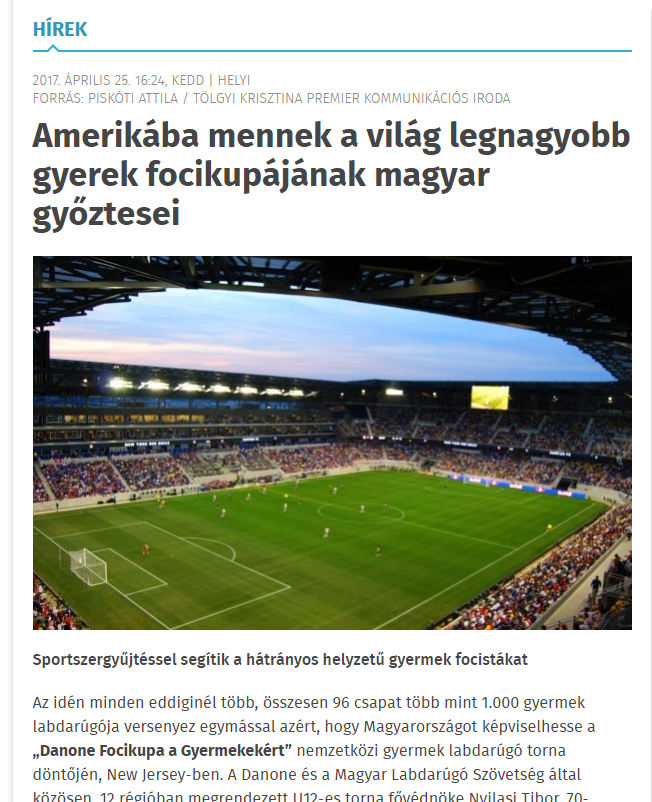 HÍREK
2017. ÁPRILIS 25. 16:24, KEDD | HELYI
FORRÁS: PISKÓTI ATTILA / TÖLGYI KRISZTINA PREMIER KOMMUNIKÁCIÓS IRODA
Amerikába mennek a világ legnagyobb
gyerek focikupájának magyar
győztesei
Sportszergyűjtéssel segítik a hátrányos helyzetű gyermek focistákat
Az idén minden eddiginél több, összesen 96 csapat több mint 1.000 gyermek
labdarúgója versenyez egymással azért, hogy Magyarországot képviselhesse a
„Danone Focikupa a Gyermekekért” nemzetközi gyermek labdarúgó torna
döntőjén, New Jersey-ben. A Danone és a Magyar Labdarúgó Szövetség által
közösen, 12 régióban megrendezett U12-es torna fővédnöke Nyilasi Tibor, 70-